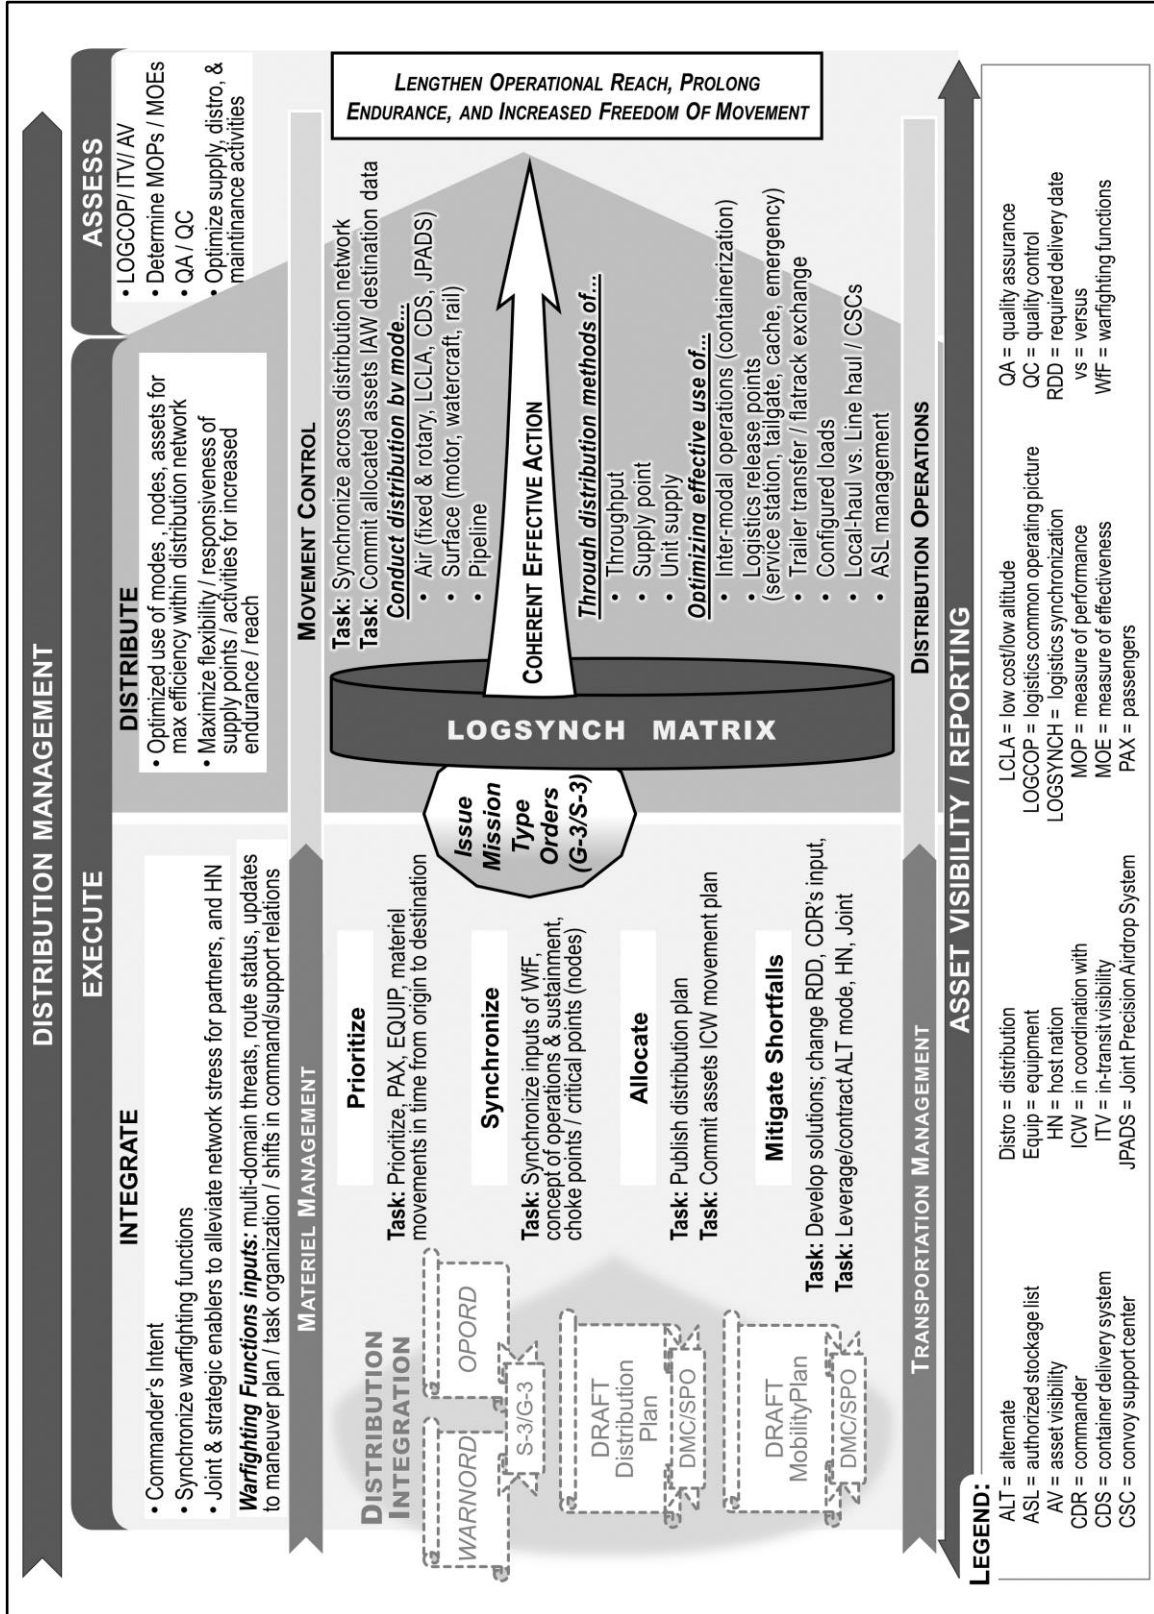 DISTRIBUTION MANAGEMENT
EXECUTE
ASSESS
INTEGRATE
• Commander's Intent
• Synchronize warfighting functions
• Joint & strategic enablers to alleviate network stress for partners, and HN
Warfighting Functions inputs: multi-domain threats, route status, updates
to maneuver plan / task organization / shifts in command/support relations
DISTRIBUTE
• Optimized use of modes , nodes, assets for
max efficiency within distribution network
• Maximize flexibility / responsiveness of
supply points / activities for increased
endurance / reach
• LOGCOP/ ITV/ AV
• Determine MOPs / MOEs
• QA / QC
• Optimize supply, distro, &
maintinance activities
MATERIEL MANAGEMENT
MOVEMENT CONTROL
DISTRIBUTION
INTEGRATION
WARNORD
OPORD
S-3/G-3
DRAFT
Distribution
Plan
DMC/SPO
DRAFT
MobilityPlan
DMC/SPO
Prioritize
Task: Prioritize, PAX, EQUIP, materiel
movements in time from origin to destination
Synchronize
Task: Synchronize inputs of WfF,
concept of operations & sustainment,
choke points / critical points (nodes)
Allocate
Task: Publish distribution plan
Task: Commit assets ICW movement plan
Mitigate Shortfalls
Task: Develop solutions; change RDD, CDR's input,
Task: Leverage/contract ALT mode, HN, Joint
Issue
Mission
Type
Orders
(G-3/S-3)
LOGSYNCH MATRIX
Task: Synchronize across distribution network
Task: Commit allocated assets IAW destination data
Conduct distribution by mode...
• Air (fixed & rotary, LCLA, CDS, JPADS)
• Surface (motor, watercraft, rail)
• Pipeline
COHERENT EFFECTIVE ACTION
Through distribution methods of...
• Throughput
• Supply point
• Unit supply
Optimizing effective use of...
• Inter-modal operations (containerization)
• Logistics release points
(service station, tailgate, cache, emergency)
• Trailer transfer / flatrack exchange
• Configured loads
• Local-haul vs. Line haul / CSCs
• ASL management
LENGTHEN OPERATIONAL REACH, PROLONG
ENDURANCE, AND INCREASED FREEDOM OF MOVEMENT
TRANSPORTATION MANAGEMENT
DISTRIBUTION OPERATIONS
ASSET VISIBILITY / REPORTING
LEGEND:
ALT = alternate
ASL = authorized stockage list
AV = asset visibility
CDR = commander
CDS = container delivery system
CSC = convoy support center
Distro = distribution
Equip = equipment
HN = host nation
ICW = in coordination with
ITV = in-transit visibility
JPADS = Joint Precision Airdrop System
LCLA = low cost/low altitude
LOGCOP = logistics common operating picture
LOGSYNCH = logistics synchronization
MOP = measure of performance
MOE = measure of effectiveness
PAX = passengers
QA = quality assurance
QC = quality control
RDD = required delivery date
vs = versus
WfF = warfighting functions